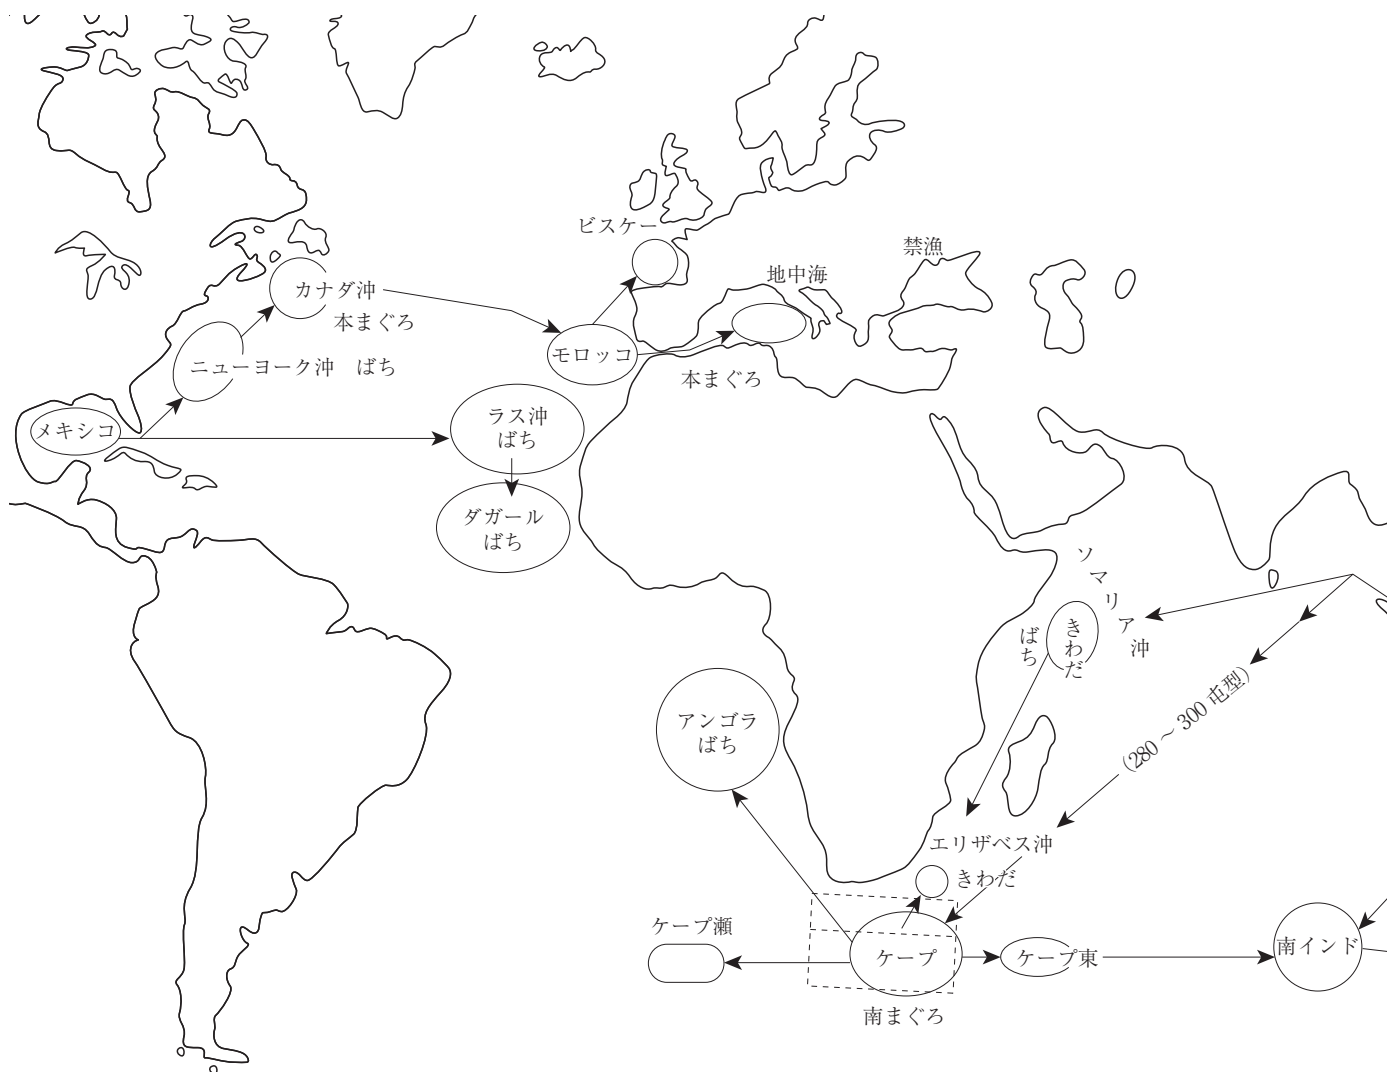 ビスケー
禁漁
地中海
カナダ沖
本まぐろ
モロッコ
ニューヨーク沖　ばち
本まぐろ
メキシコ
ラス沖
ばち
ダガール
ばち
ソマリア沖
きわだ
ばち
(280～300屯型)
アンゴラ
ばち
エリザベス沖
きわだ
ケープ瀬
ケープ
ケープ東
南インド
南まぐろ